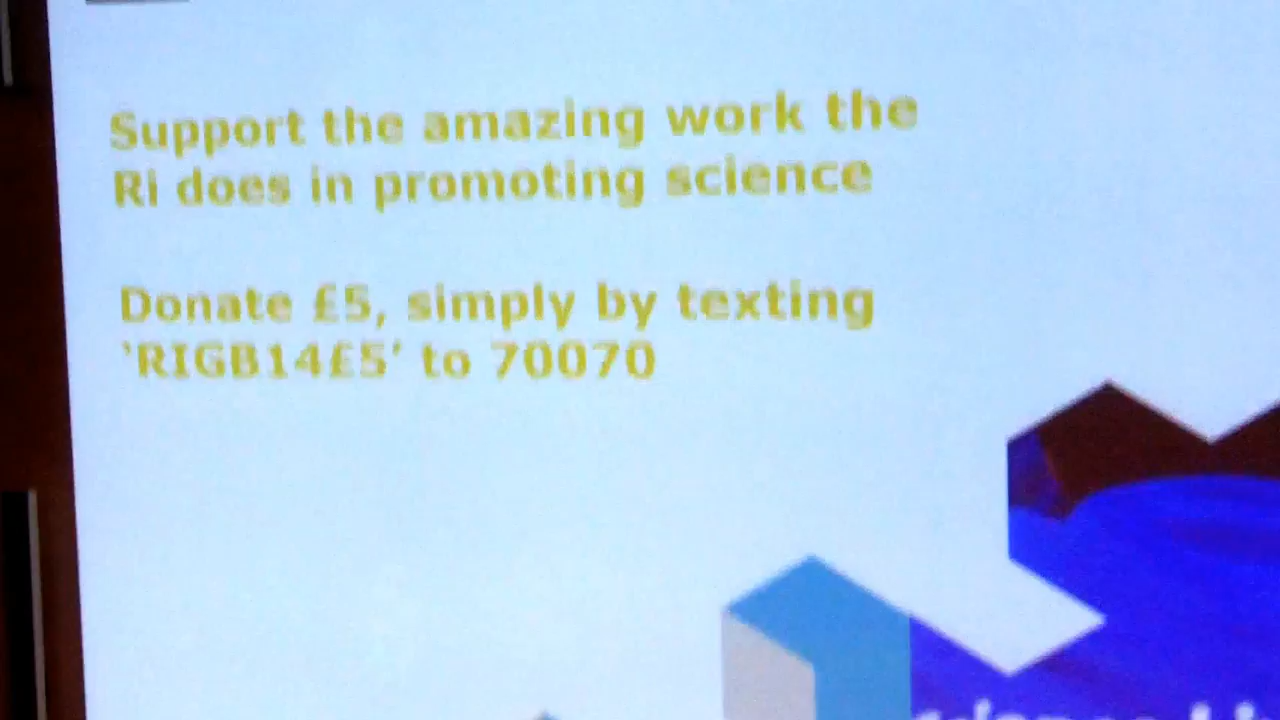 Support the amazing work the
Ri does in promoting science
Donate £5, simply by texting
'RIGB14£5' to 70070